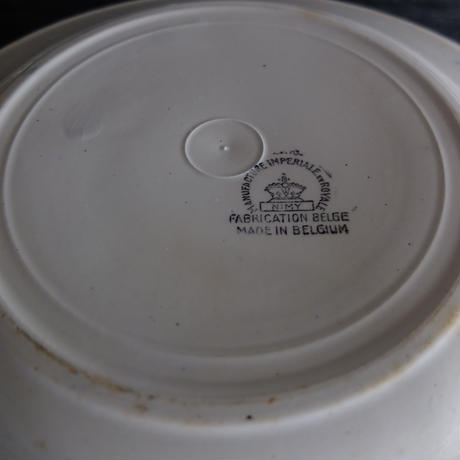 MANUFACTURE IMPERIALE ET ROYALE
NIMY
FABRICATION BELGE
MADE IN BELGIUM